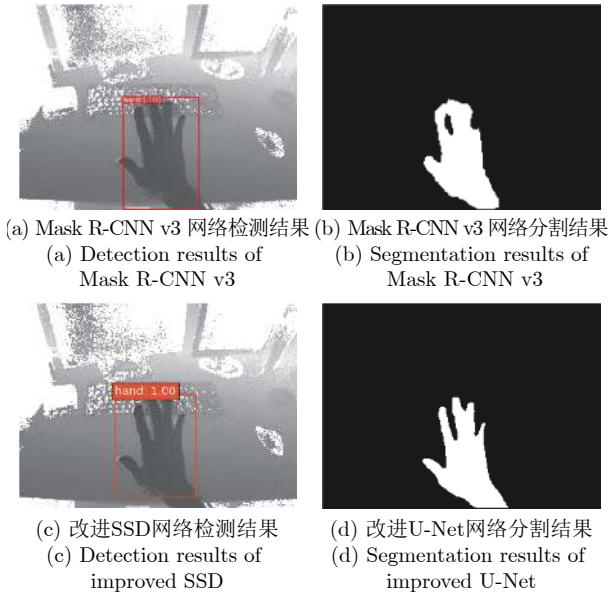 hand: 1.00
(a) Mask R-CNN v3 网络检测结果
(a) Detection results of
Mask R-CNN v3
(b) Mask R-CNN v3 网络分割结果
(b) Segmentation results of
Mask R-CNN v3
hand: 1.00
(c) 改进SSD网络检测结果
(c) Detection results of
improved SSD
(d) 改进U-Net网络分割结果
(d) Segmentation results of
improved U-Net